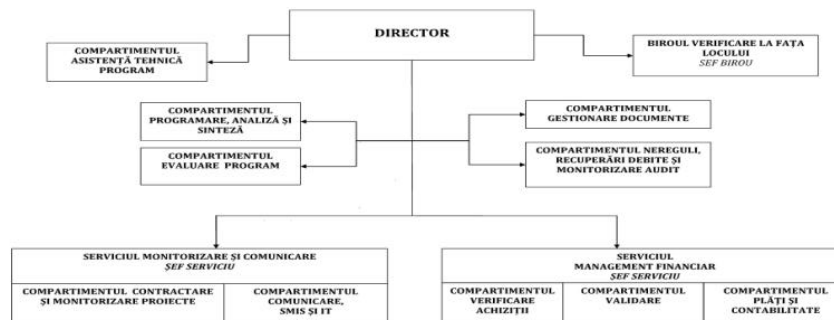 DIRECTOR
COMPARTIMENTUL
ASISTENȚĂ TEHNICĂ
PROGRAM
BIROUL VERIFICARE LA FAȚA
LOCULUI
SEF BIROU
COMPARTIMENTUL
PROGRAMARE, ANALIZĂ ȘI
SINTEZĂ
COMPARTIMENTUL
GESTIONARE DOCUMENTE
COMPARTIMENTUL
EVALUARE PROGRAM
COMPARTIMENTUL NEREGULI,
RECUPERĂRI DEBITE ȘI
MONITORIZARE AUDIT
SERVICIUL MONITORIZARE ȘI COMUNICARE
ȘEF SERVICIU
COMPARTIMENTUL CONTRACTARE
ȘI MONITORIZARE PROIECTE
COMPARTIMENTUL
COMUNICARE,
SMIS ȘI IT
SERVICIUL
MANAGEMENT FINANCIAR
ȘEF SERVICIU
COMPARTIMENTUL
VERIFICARE
ACHIZIȚII
COMPARTIMENTUL
VALIDARE
COMPARTIMENTUL
PLĂȚI ȘI
CONTABILITATE